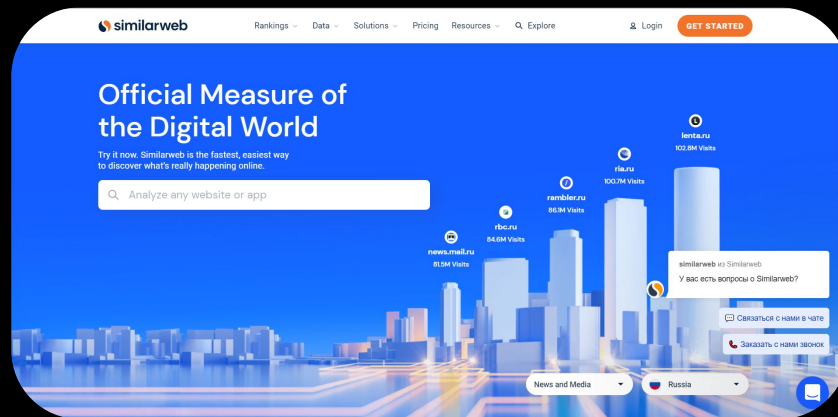 similarweb
Rankings
Data
Solutions
Pricing
Resources
Explore
Login
GET STARTED
Official Measure of
the Digital World
Try it now. Similarweb is the fastest, easiest way
to discover what's really happening online.
Analyze any website or app
lenta.ru
102.8M Visits
ria.ru
100.7M Visits
rambler.ru
86.1M Visits
rbc.ru
84.6M Visits
news.mail.ru
81.5M Visits
similarweb из Similarweb
У вас есть вопросы о Similarweb?
Связаться с нами в чате
Заказать с нами звонок
News and Media
Russia